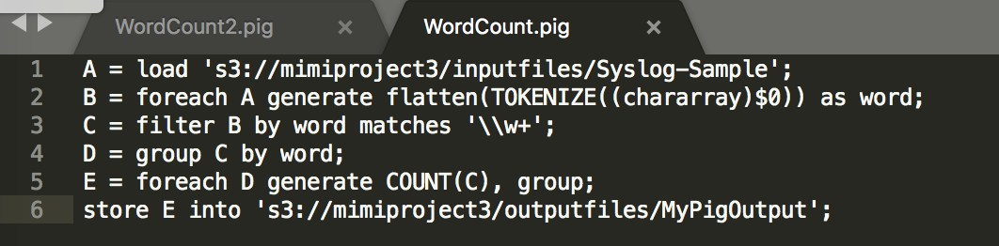 WordCount2.pig × WordCount.pig ×
1 A = load 's3://mimiproject3/inputfiles/Syslog-Sample';
2 B = foreach A generate flatten(TOKENIZE((chararray)$0)) as word;
3 C = filter B by word matches '\\w+';
4 D = group C by word;
5 E = foreach D generate COUNT(C), group;
6 store E into 's3://mimiproject3/outputfiles/MyPigOutput';